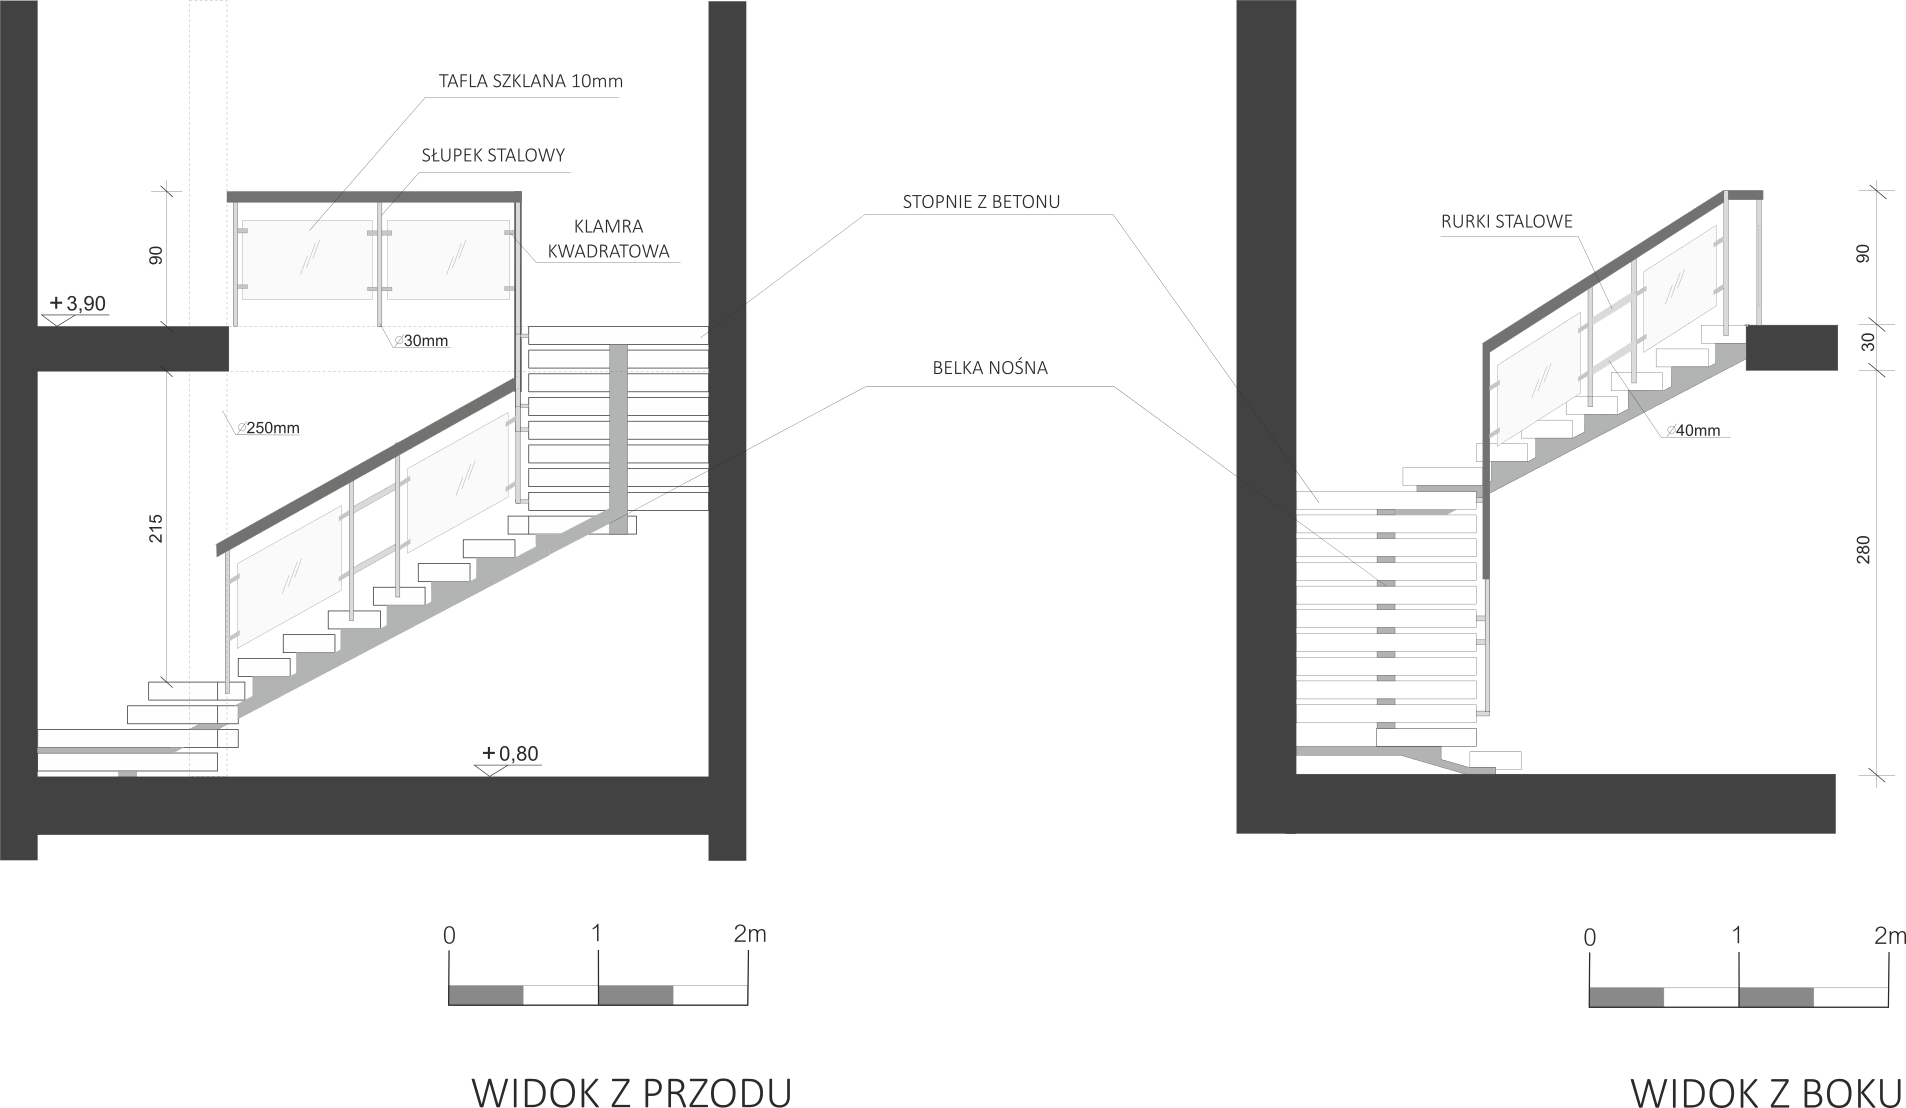 TAFLA SZKLANA 10mm
SŁUPEK STALOWY
KLAMRA
KWADRATOWA
90
+3,90
⌀30mm
⌀250mm
215
+0,80
STOPNIE Z BETONU
BELKA NOŚNA
RURKI STALOWE
90
30
⌀40mm
280
0 1 2m
WIDOK Z PRZODU
0 1 2m
WIDOK Z BOKU